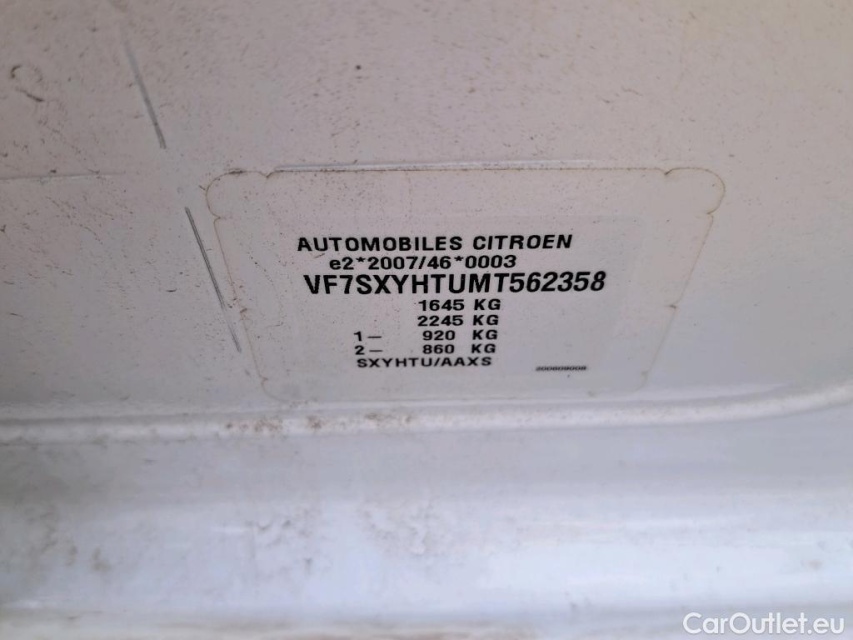 AUTOMOBILES CITROEN
e2*2007/46*0003
VF7SXYHTUMT562358
1645 KG
2245 KG
1– 920 KG
2– 860 KG
SXYHTU/AAXS
CarOutlet.eu